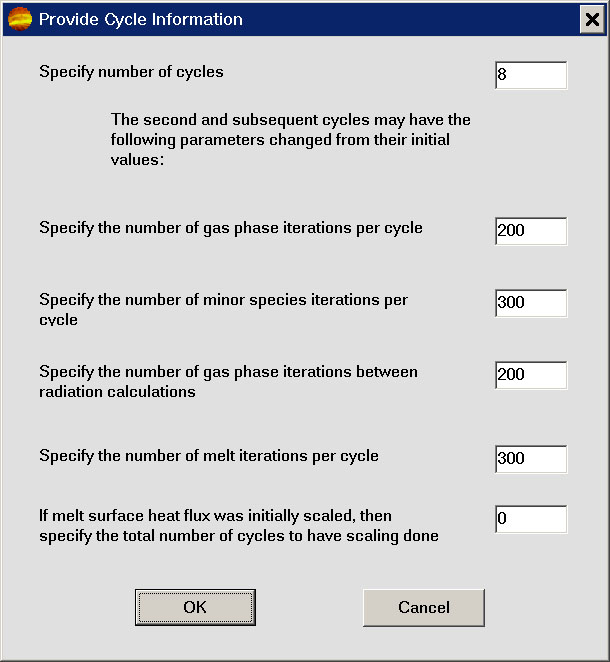 Provide Cycle Information
Specify number of cycles
8
The second and subsequent cycles may have the
following parameters changed from their initial
values:
Specify the number of gas phase iterations per cycle
200
Specify the number of minor species iterations per
cycle
300
Specify the number of gas phase iterations between
radiation calculations
200
Specify the number of melt iterations per cycle
300
If melt surface heat flux was initially scaled, then
specify the total number of cycles to have scaling done
0
OK
Cancel